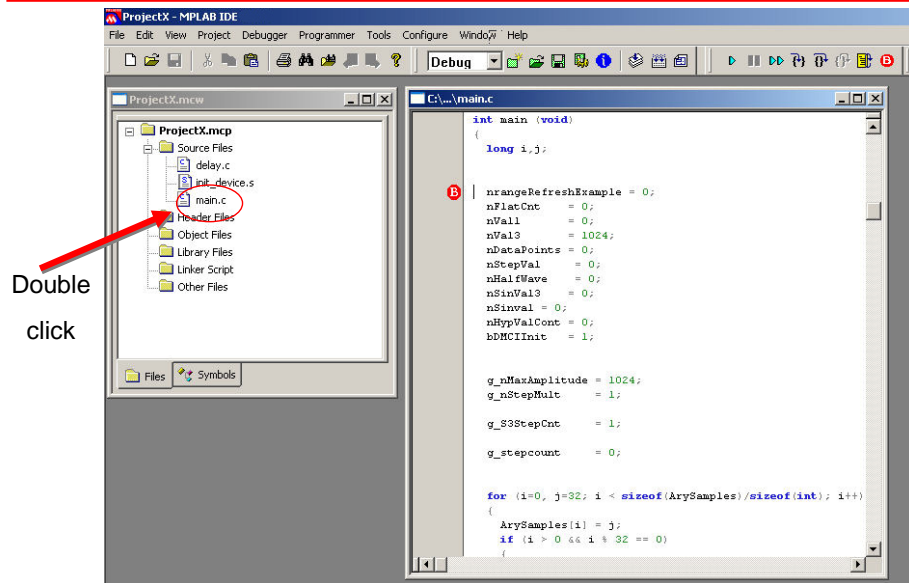 ProjectX - MPLAB IDE
File Edit View Project Debugger Programmer Tools Configure Window Help
Debug
ProjectX.mcw
ProjectX.mcp
Source Files
delay.c
init_device.s
main.c
Header Files
Object Files
Library Files
Linker Script
Other Files
Files Symbols
Double
click
C:\...\main.c
int main (void)
{
long i,j;
B nrangeRefreshExample = 0;
nFlatCnt = 0;
nVal1 = 0;
nVal3 = 1024;
nDataPoints = 0;
nStepVal = 0;
nHalfWave = 0;
nSinVal3 = 0;
nSinval = 0;
nHypValCont = 0;
bDMCIInit = 1;
g_nMaxAmplitude = 1024;
g_nStepMult = 1;
g_S3StepCnt = 1;
g_stepcount = 0;
for (i=0, j=32; i < sizeof(ArySamples)/sizeof(int); i++)
{
ArySamples[i] = j;
if (i > 0 && i % 32 == 0)
{